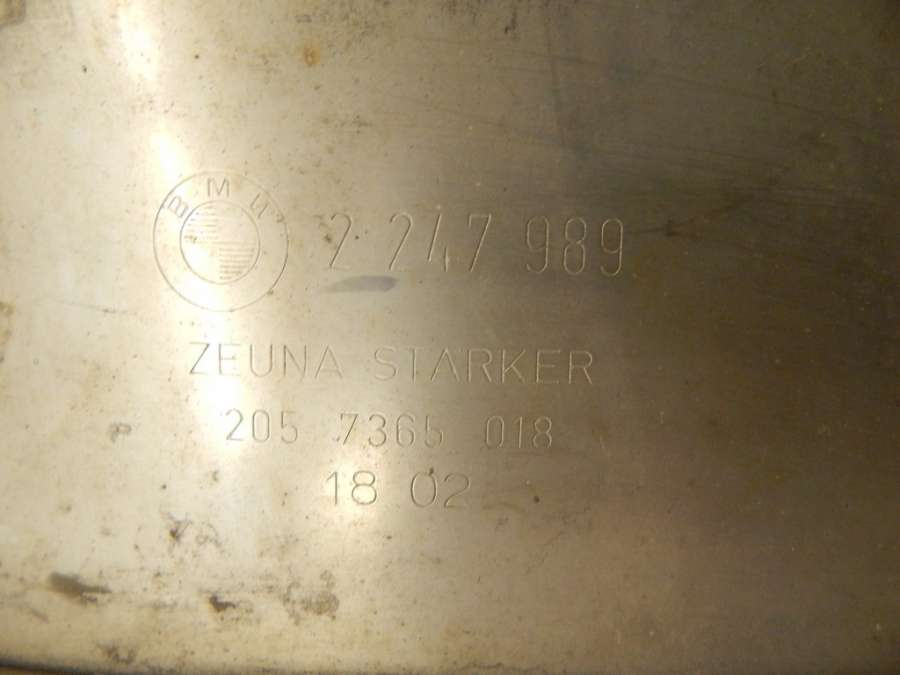 BMW 2 247 989
ZEUNA STARKER
205 7365 018
18 02